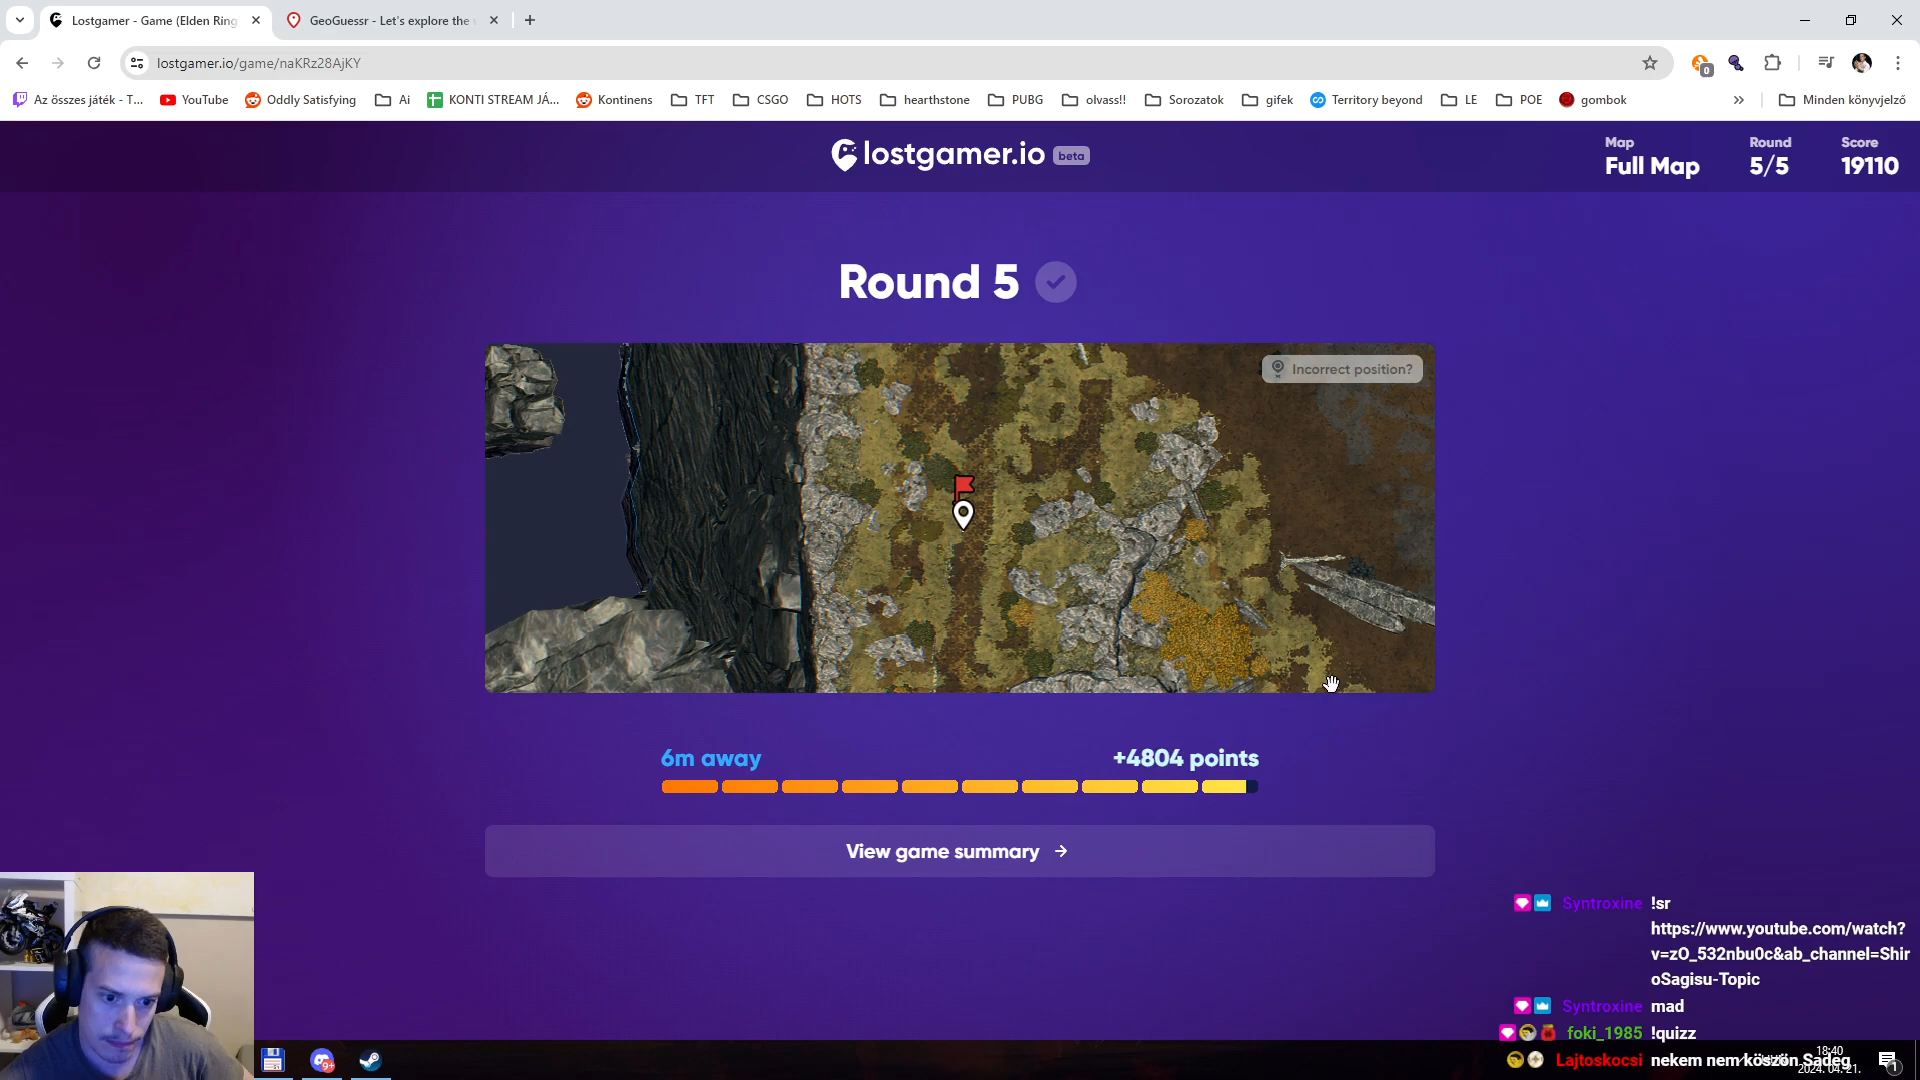 Lostgamer - Game (Elden Ring
GeoGuessr - Let's explore the
lostgamer.io/game/naKRz28AjKY
0
Az összes játék - T...
YouTube
Oddly Satisfying
Ai
KONTI STREAM JÁ...
Kontinens
TFT
CSGO
HOTS
hearthstone
PUBG
olvass!!
Sorozatok
gifek
Territory beyond
LE
POE
gombok
Minden könyvjelző
lostgamer.io beta
Map
Full Map
Round
5/5
Score
19110
Round 5
Incorrect position?
6m away
+4804 points
View game summary
Syntroxine !sr
https://www.youtube.com/watch?
v=zO_532nbu0c&ab_channel=Shir
oSagisu-Topic
Syntroxine mad
foki_1985 !quizz
Lajtoskocsi nekem nem köszön Sadeg
18:40
2024. 04. 21.
9+
1